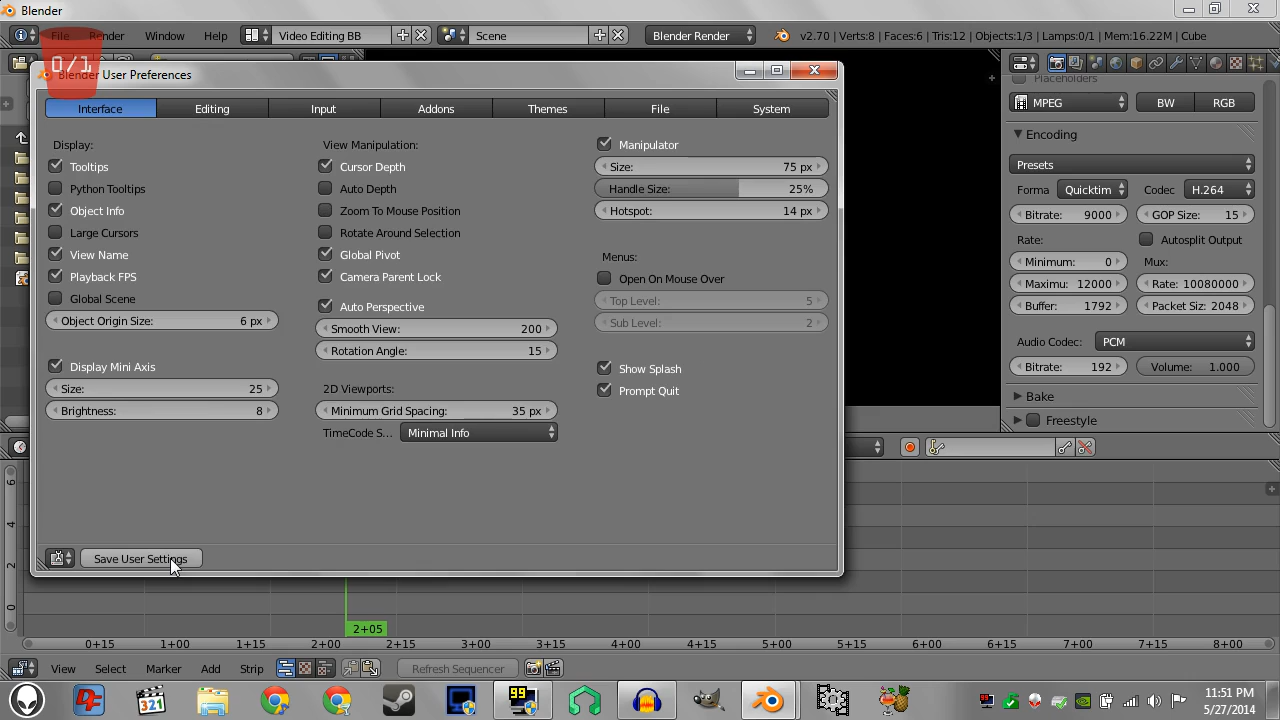 Blender
File Render Window Help Video Editing BB Scene Blender Render v2.70 | Verts:8 | Faces:6 | Tris:12 | Objects:1/3 | Lamps:0/1 | Mem:16.22M | Cube
0/1
Blender User Preferences
Interface Editing Input Addons Themes File System
Display:
Tooltips
Python Tooltips
Object Info
Large Cursors
View Name
Playback FPS
Global Scene
Object Origin Size: 6 px
Display Mini Axis
Size: 25
Brightness: 8
View Manipulation:
Cursor Depth
Auto Depth
Zoom To Mouse Position
Rotate Around Selection
Global Pivot
Camera Parent Lock
Auto Perspective
Smooth View: 200
Rotation Angle: 15
2D Viewports:
Minimum Grid Spacing: 35 px
TimeCode S... Minimal Info
Manipulator
Size: 75 px
Handle Size: 25%
Hotspot: 14 px
Menus:
Open On Mouse Over
Top Level: 5
Sub Level: 2
Show Splash
Prompt Quit
Save User Settings
Placeholders
MPEG BW RGB
Encoding
Presets
Forma Quicktim Codec H.264
Bitrate: 9000 GOP Size: 15
Rate: Autosplit Output
Minimum: 0 Mux:
Maximu: 12000 Rate: 10080000
Buffer: 1792 Packet Siz: 2048
Audio Codec: PCM
Bitrate: 192 Volume: 1.000
Bake
Freestyle
6
4
2
0
2+05
0+15 1+00 1+15 2+00 2+15 3+00 3+15 4+00 4+15 5+00 5+15 6+00 6+15 7+00 7+15 8+00
View Select Marker Add Strip Refresh Sequencer
321
99
11:51 PM
5/27/2014